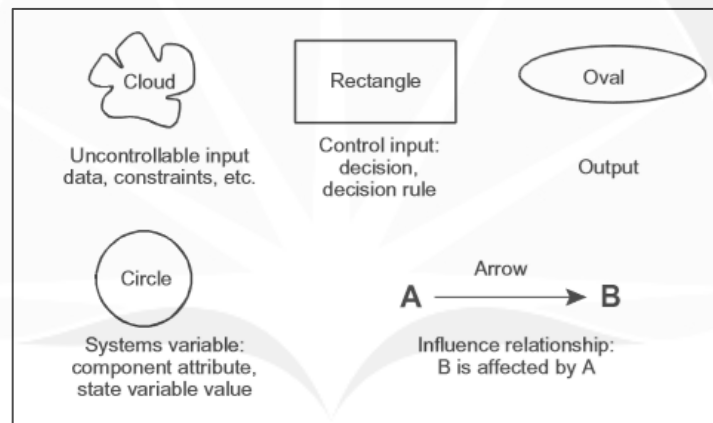 Cloud
Uncontrollable input
data, constraints, etc.
Rectangle
Control input:
decision,
decision rule
Oval
Output
Circle
Systems variable:
component attribute,
state variable value
Arrow
A B
Influence relationship:
B is affected by A